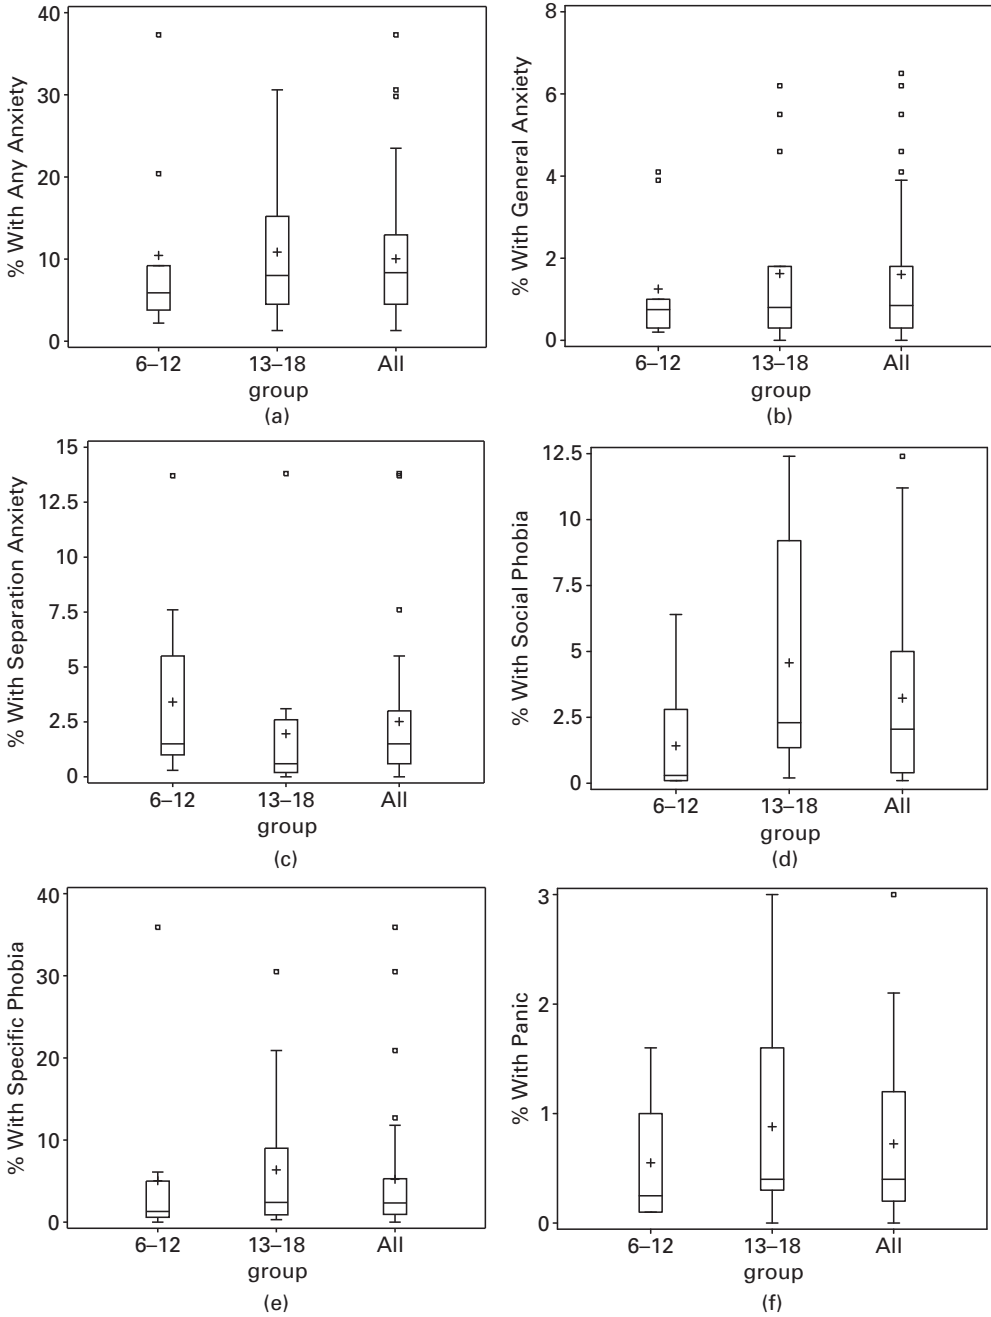 % With Any Anxiety
40
30
20
10
0
6–12 13–18 All
group
(a)
% With General Anxiety
8
6
4
2
0
6–12 13–18 All
group
(b)
% With Separation Anxiety
15
12.5
10
7.5
5
2.5
0
6–12 13–18 All
group
(c)
% With Social Phobia
12.5
10
7.5
5
2.5
0
6–12 13–18 All
group
(d)
% With Specific Phobia
40
30
20
10
0
6–12 13–18 All
group
(e)
% With Panic
3
2
1
0
6–12 13–18 All
group
(f)